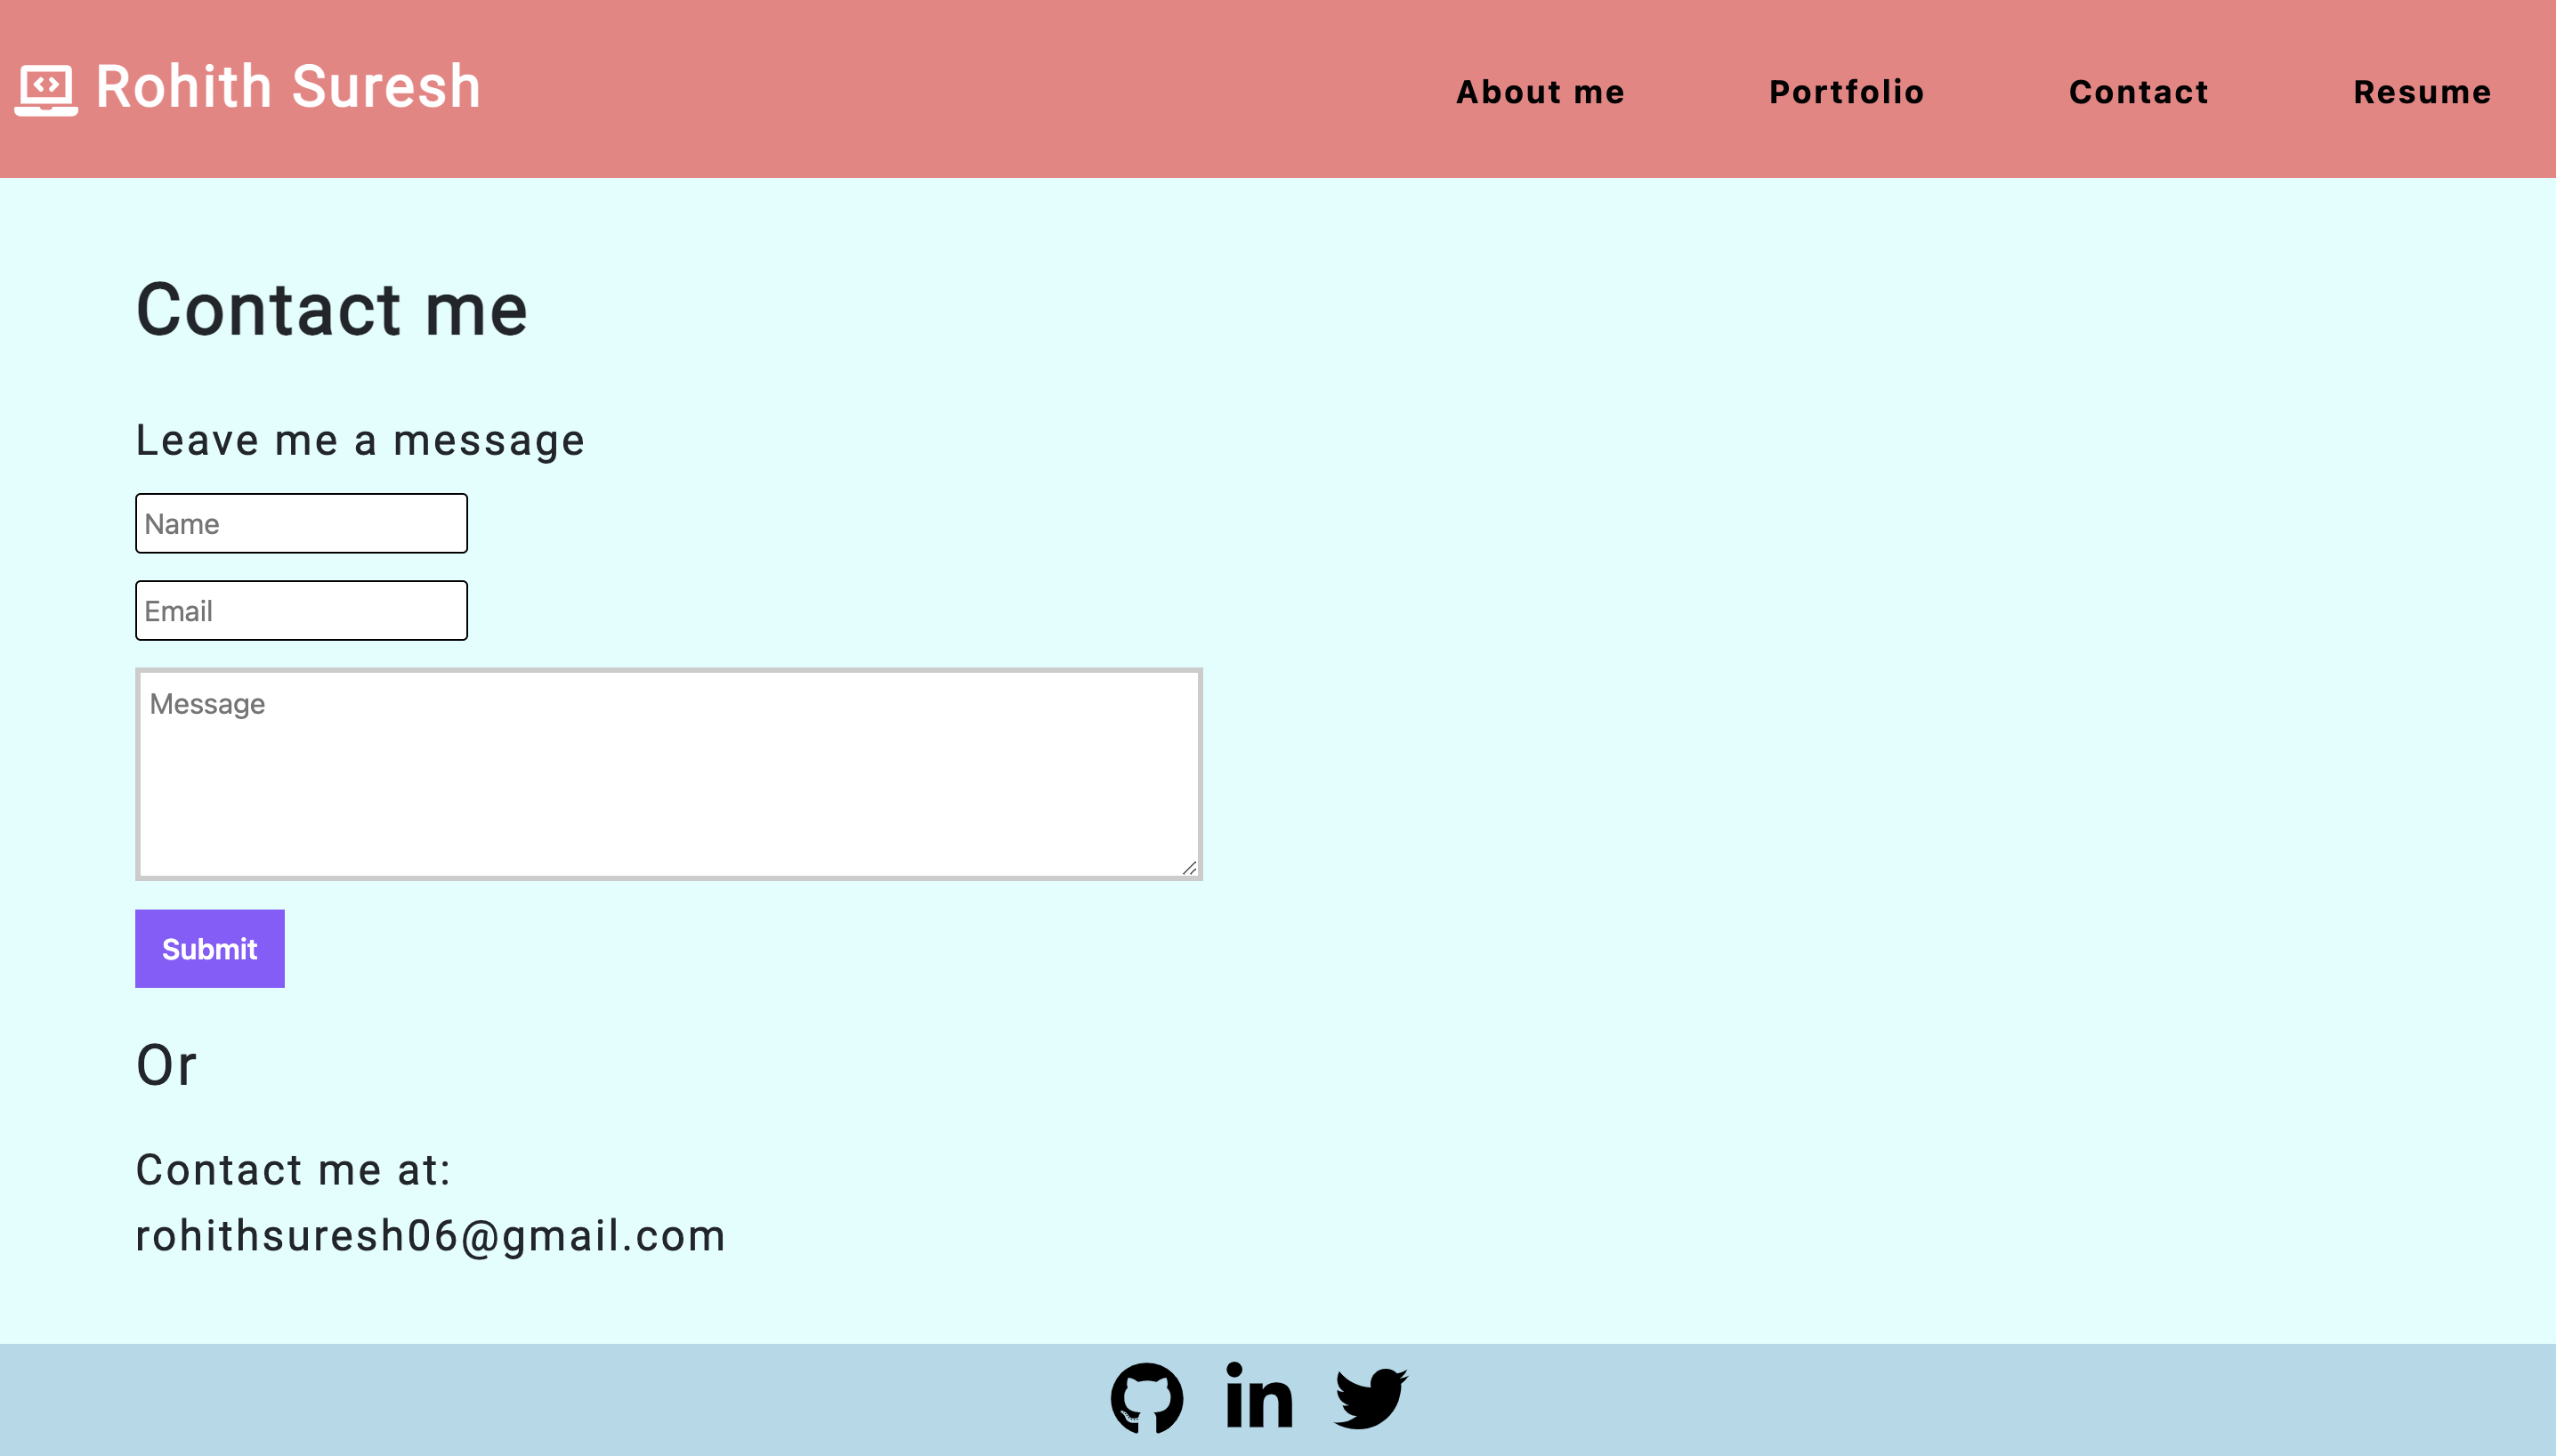 Rohith Suresh
About me
Portfolio
Contact
Resume
Contact me
Leave me a message
Name
Email
Message
Submit
Or
Contact me at:
rohithsuresh06@gmail.com
in